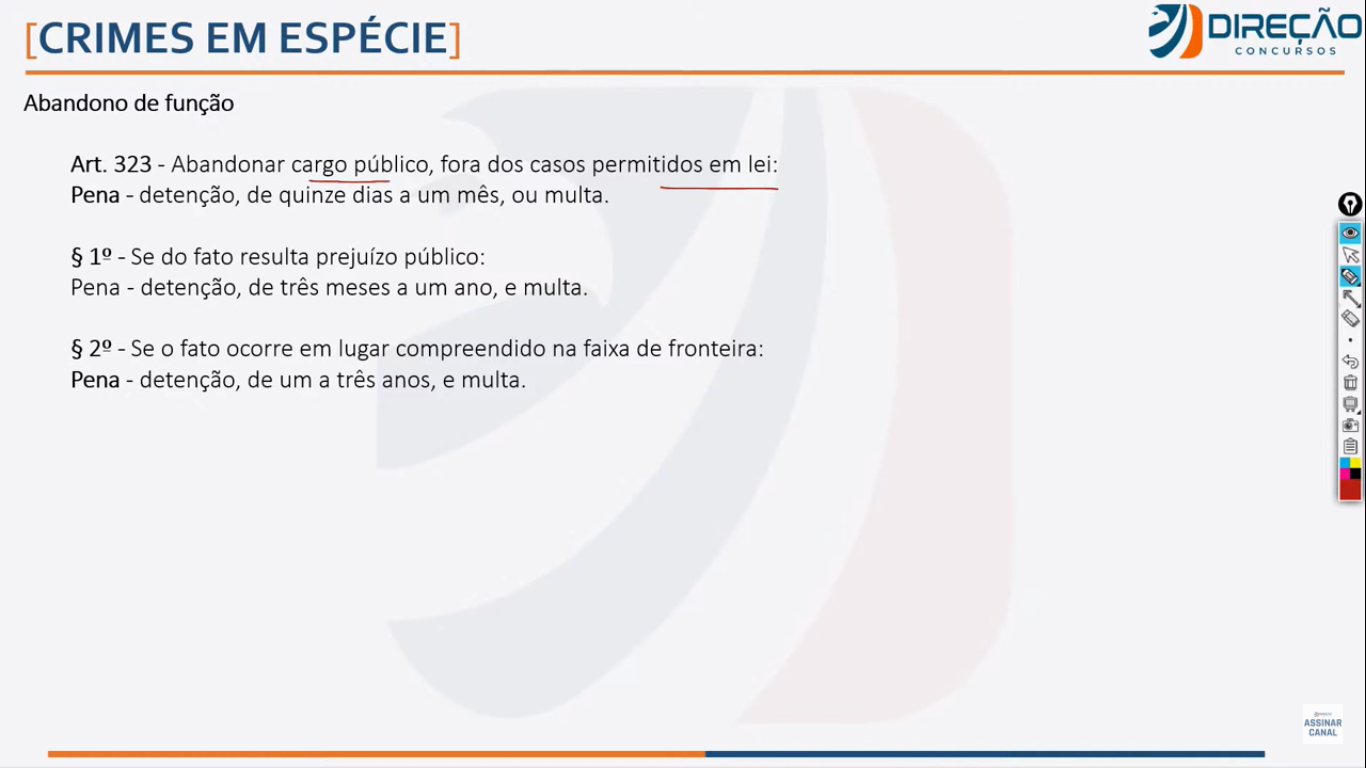 [CRIMES EM ESPÉCIE]
DIREÇÃO
CONCURSOS
Abandono de função
Art. 323 - Abandonar cargo público, fora dos casos permitidos em lei:
Pena - detenção, de quinze dias a um mês, ou multa.
§ 1º - Se do fato resulta prejuízo público:
Pena - detenção, de três meses a um ano, e multa.
§ 2º - Se o fato ocorre em lugar compreendido na faixa de fronteira:
Pena - detenção, de um a três anos, e multa.
ASSINAR
CANAL